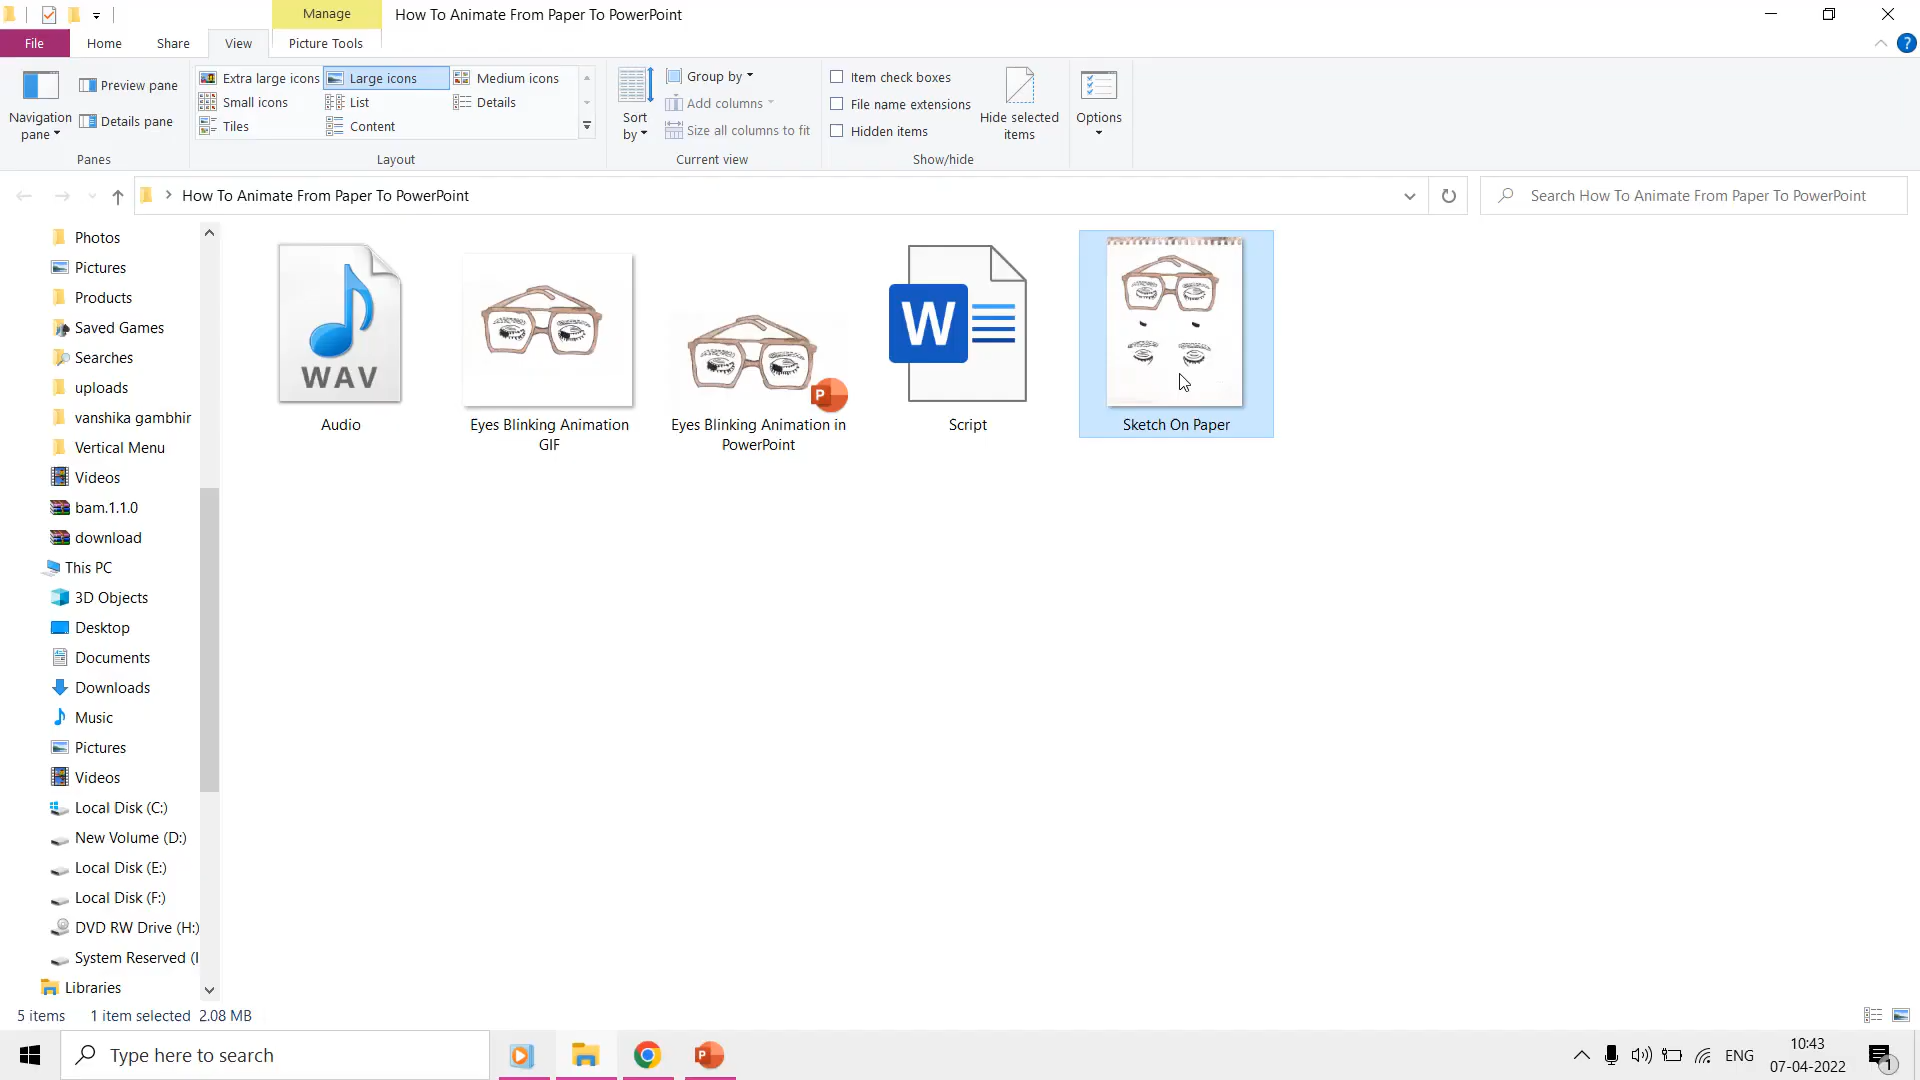 Manage
How To Animate From Paper To PowerPoint
File
Home
Share
View
Picture Tools
Navigation
pane
Preview pane
Details pane
Panes
Extra large icons
Large icons
Medium icons
Small icons
List
Details
Tiles
Content
Layout
Sort
by
Group by
Add columns
Size all columns to fit
Current view
Item check boxes
File name extensions
Hidden items
Hide selected
items
Show/hide
Options
How To Animate From Paper To PowerPoint
Search How To Animate From Paper To PowerPoint
Photos
Pictures
Products
Saved Games
Searches
uploads
vanshika gambhir
Vertical Menu
Videos
bam.1.1.0
download
This PC
3D Objects
Desktop
Documents
Downloads
Music
Pictures
Videos
Local Disk (C:)
New Volume (D:)
Local Disk (E:)
Local Disk (F:)
DVD RW Drive (H:)
System Reserved (I
Libraries
WAV
Audio
Eyes Blinking Animation
GIF
P
Eyes Blinking Animation in
PowerPoint
W
Script
Sketch On Paper
5 items
1 item selected 2.08 MB
Type here to search
P
ENG
10:43
07-04-2022
1